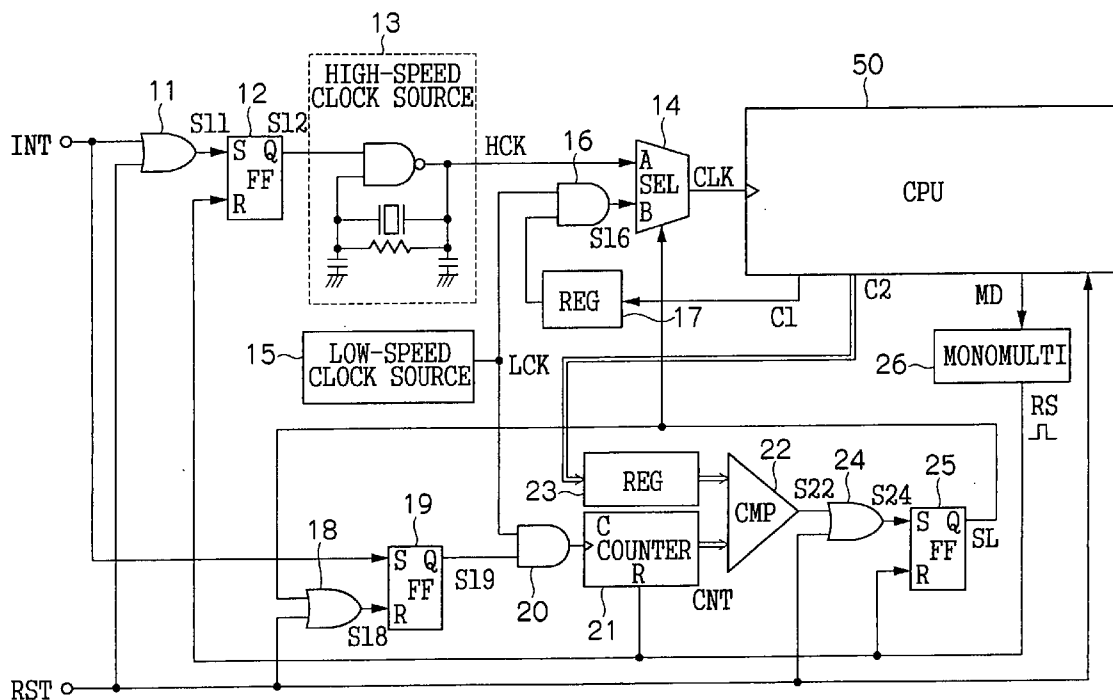 13
HIGH-SPEED
CLOCK SOURCE
50
11
12
14
INT
S11
S12
HCK
16
S
Q
FF
R
A
SEL
B
CLK
CPU
S16
REG
17
C1
C2
MD
15
LOW-SPEED
CLOCK SOURCE
LCK
26
MONOMULTI
RS
22
23
REG
CMP
S22
24
S24
25
18
19
S
Q
FF
R
S19
S18
20
C
COUNTER
R
21
CNT
S
Q
FF
R
SL
RST